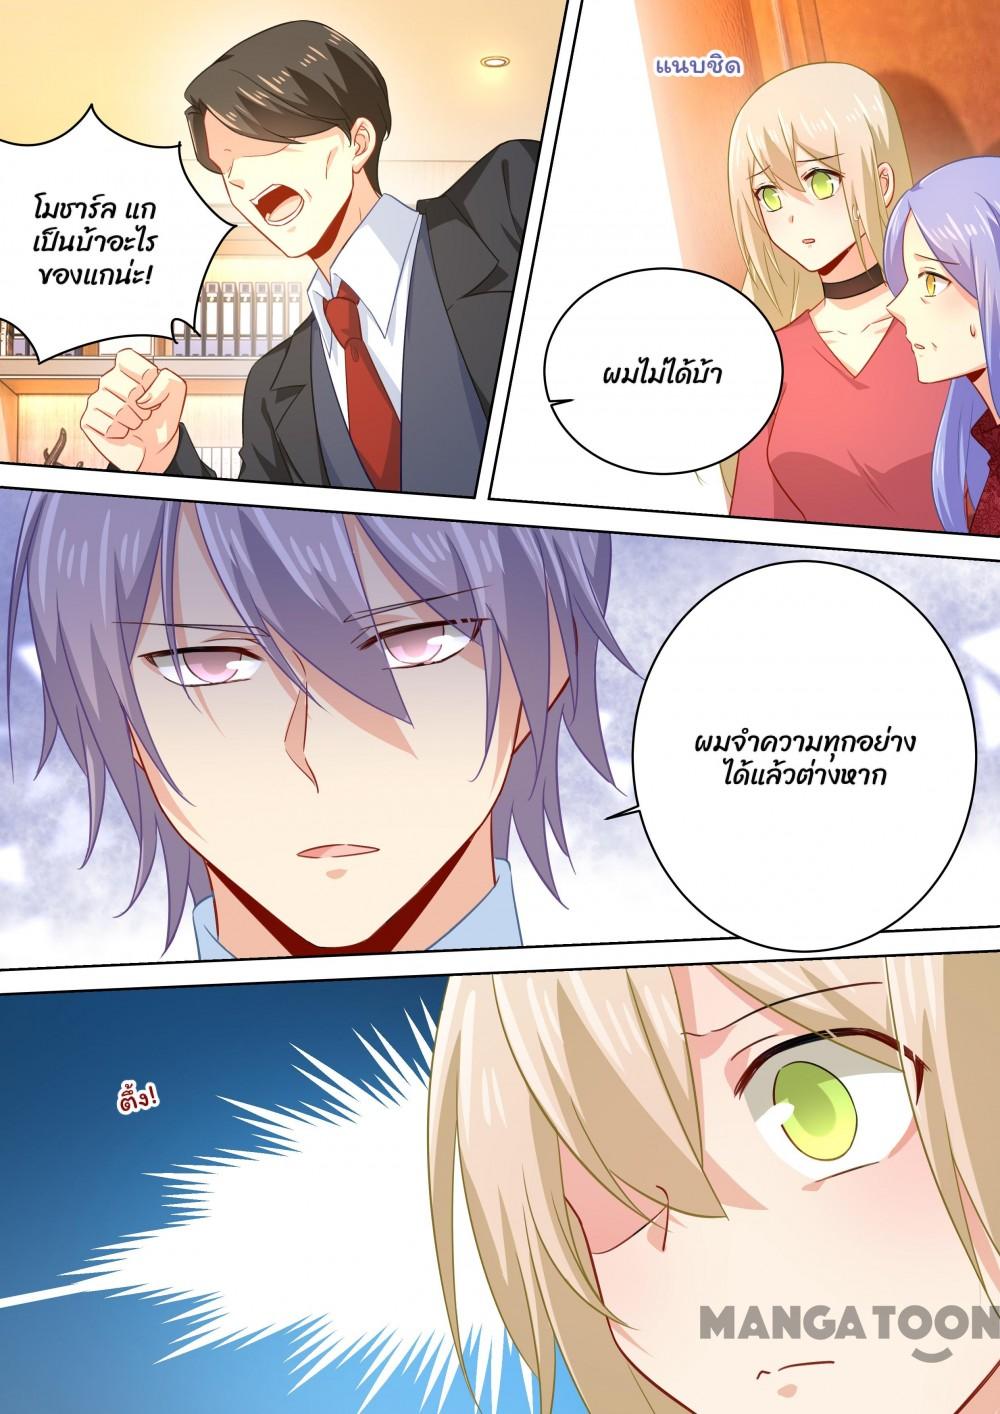 โมชาร์ล แก
เป็นบ้าอะไร
ของแกน่ะ!
แนบชิด
ผมไม่ได้บ้า
ผมจำความทุกอย่าง
ได้แล้วต่างหาก
ตึ้ง!
MANGATOON